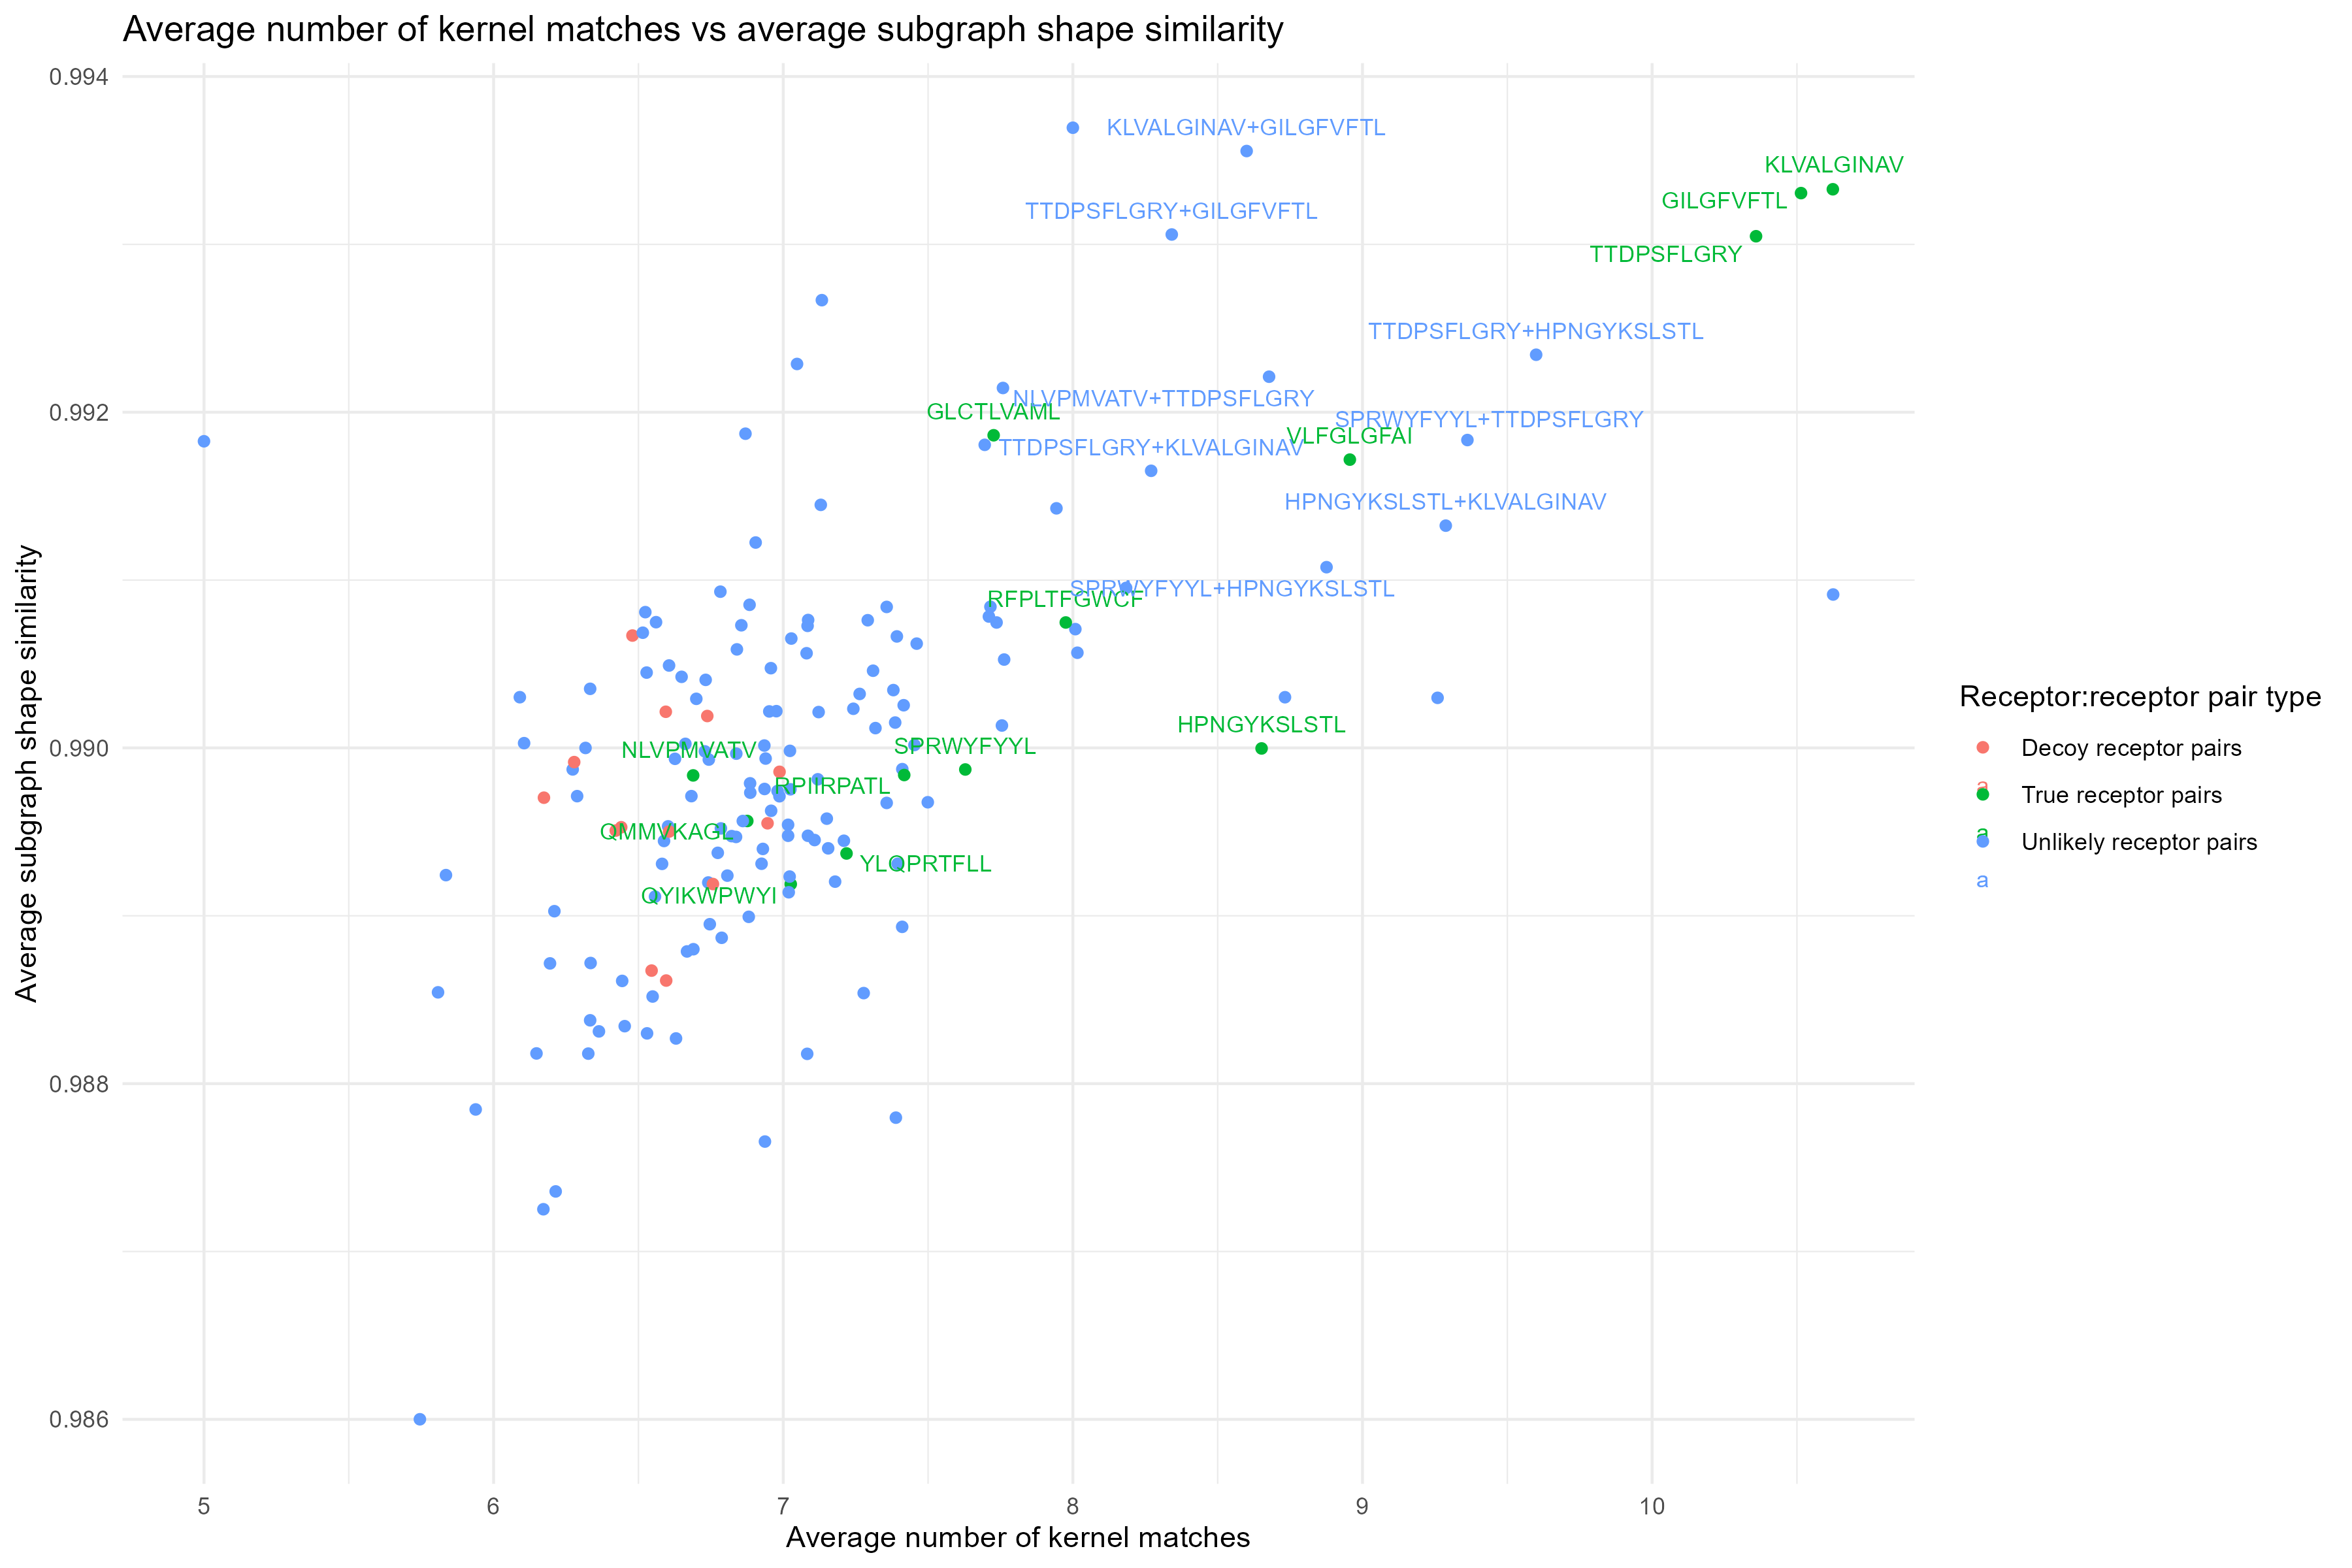 Average number of kernel matches vs average subgraph shape similarity
0.994
KLVALGINAV+GILGFVFTL
KLVALGINAV
GILGFVFTL
TTDPSFLGRY+GILGFVFTL
TTDPSFLGRY
TTDPSFLGRY+HPNGYKSLSTL
NLVPMVATV+TTDPSFLGRY
0.992
GLCTLVAML
SPRWYFYYL+TTDPSFLGRY
VLFGLGFAI
TTDPSFLGRY+KLVALGINAV
HPNGYKSLSTL+KLVALGINAV
SPRWYFYYL+HPNGYKSLSTL
RFPLTFGWCF
HPNGYKSLSTL
0.990
NLVPMVATV
SPRWYFYYL
RPIIRPATL
QMMVKAGL
YLQPRTFLL
QYIKWPWYI
0.988
0.986
5
6
7
8
9
10
Average number of kernel matches
Average subgraph shape similarity
Receptor:receptor pair type
Decoy receptor pairs
a
True receptor pairs
a
Unlikely receptor pairs
a